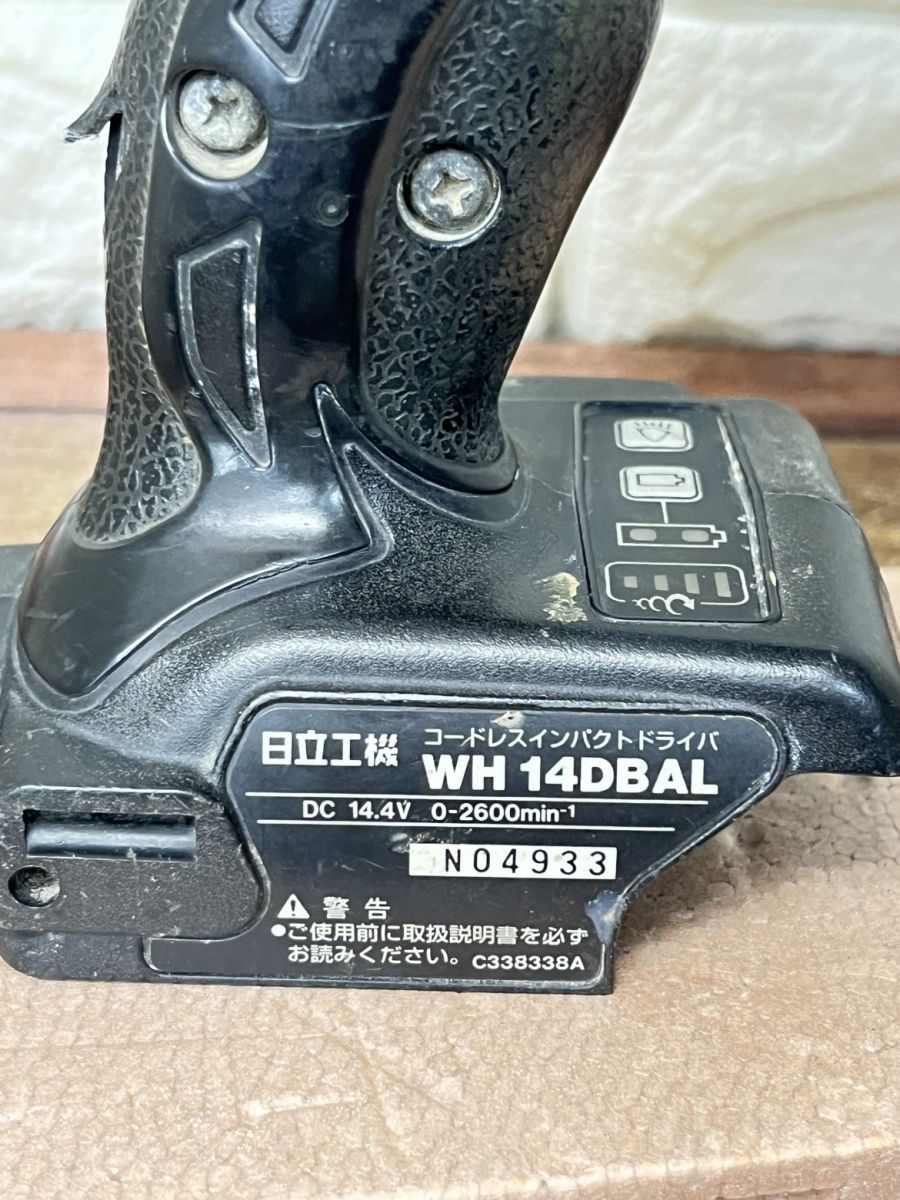 日立工機 コードレスインパクトドライバ
WH 14DBAL
DC 14.4V 0-2600min-1
N04933
警告
●ご使用前に取扱説明書を必ず
お読みください。 C338338A